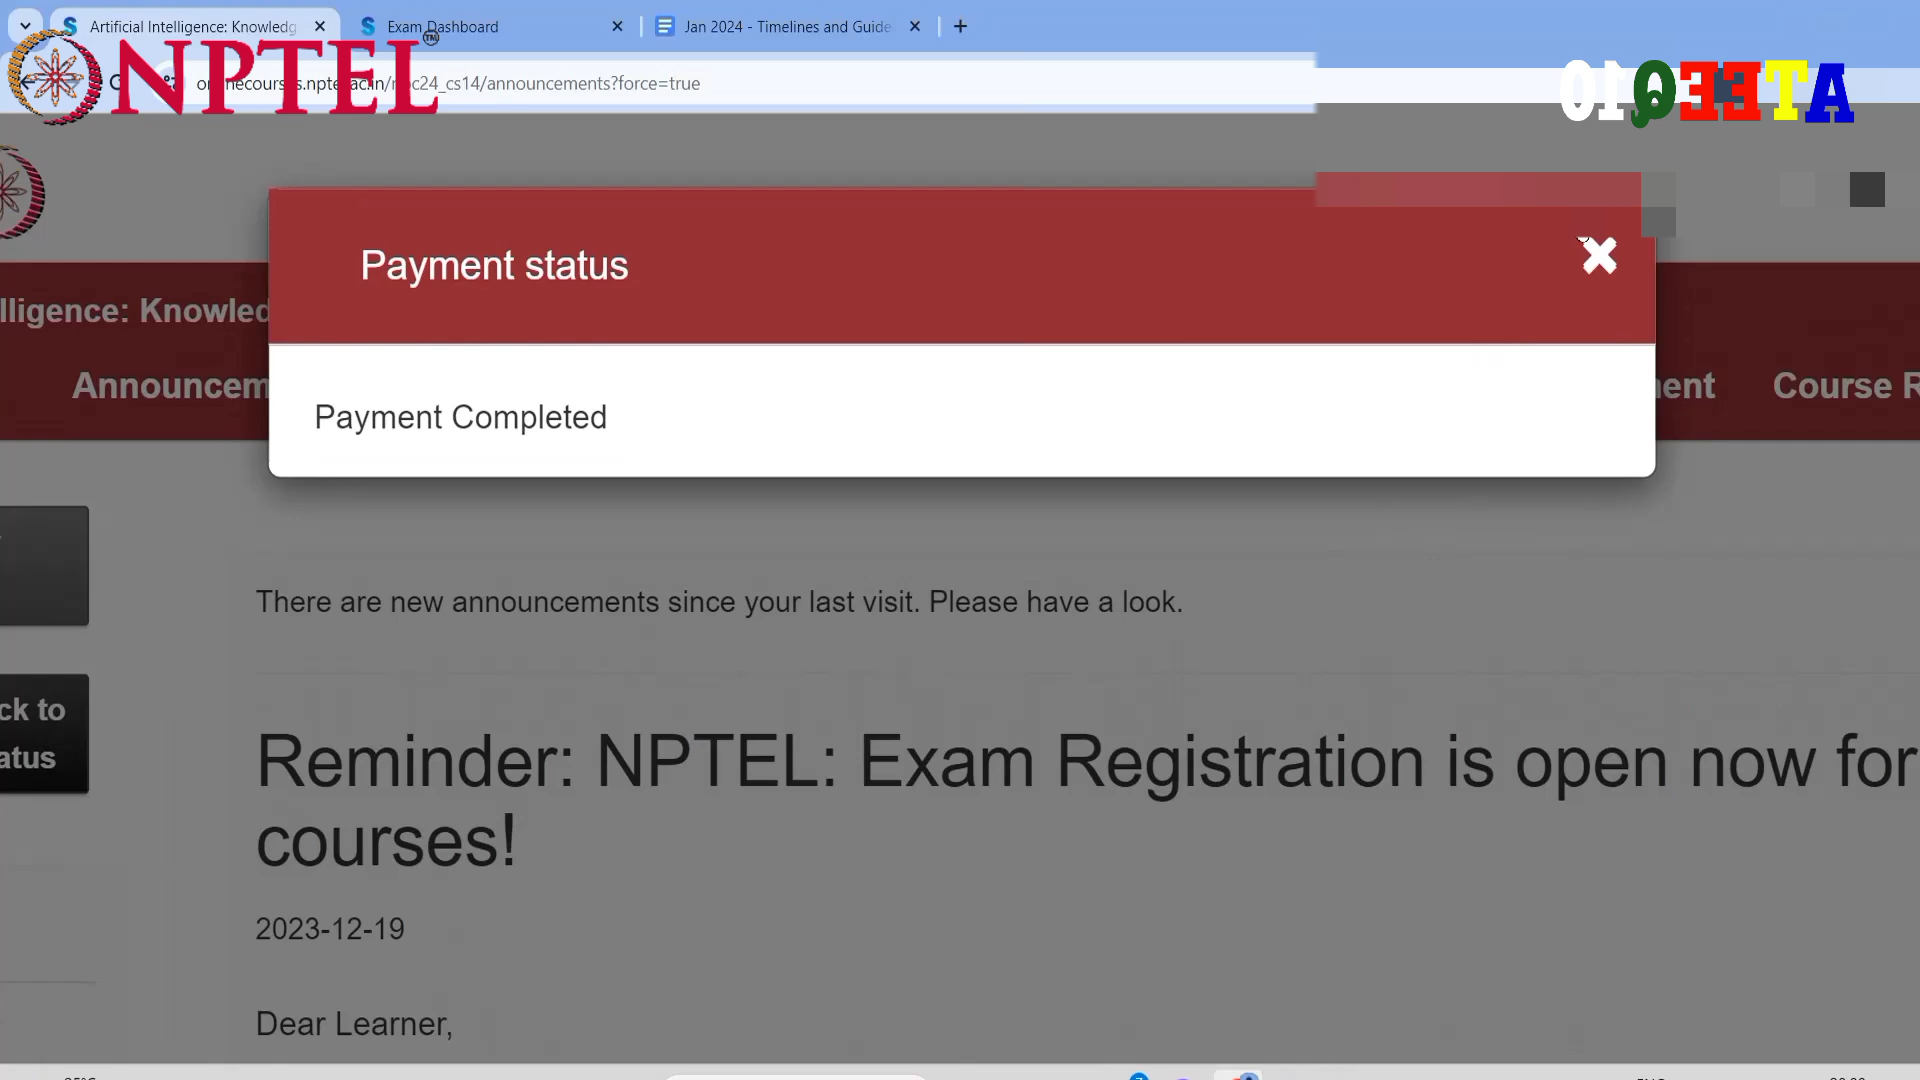 Artificial Intelligence: Knowledg
Exam Dashboard
Jan 2024 - Timelines and Guide
NPTEL
TM
/announcements?force=true
01QEETA
Payment status
lligence: Knowled
Announcem
ent
Course R
Payment Completed
There are new announcements since your last visit. Please have a look.
ck to
atus
Reminder: NPTEL: Exam Registration is open now for
courses!
2023-12-19
Dear Learner,